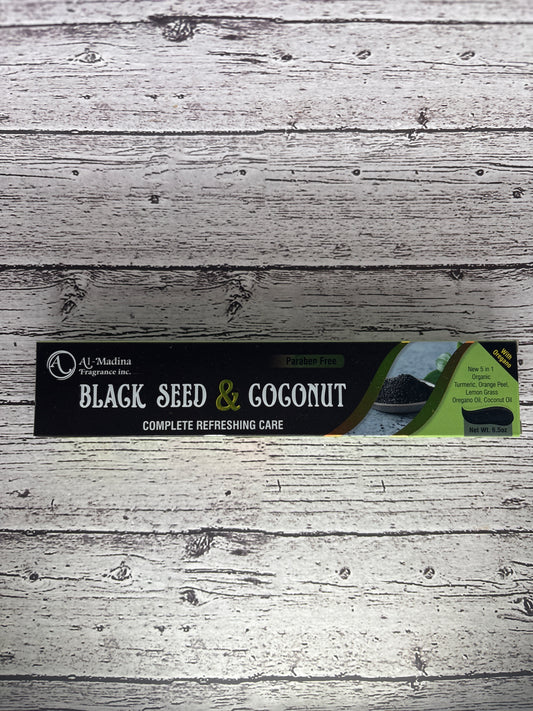 Al-Madina
Fragrance inc.
Paraben Free
BLACK SEED & COCONUT
COMPLETE REFRESHING CARE
With
Oregano
New 5 in 1
Organic
Turmeric, Orange Peel,
Lemon Grass
Oregano Oil, Coconut Oil
Net Wt. 6.5oz